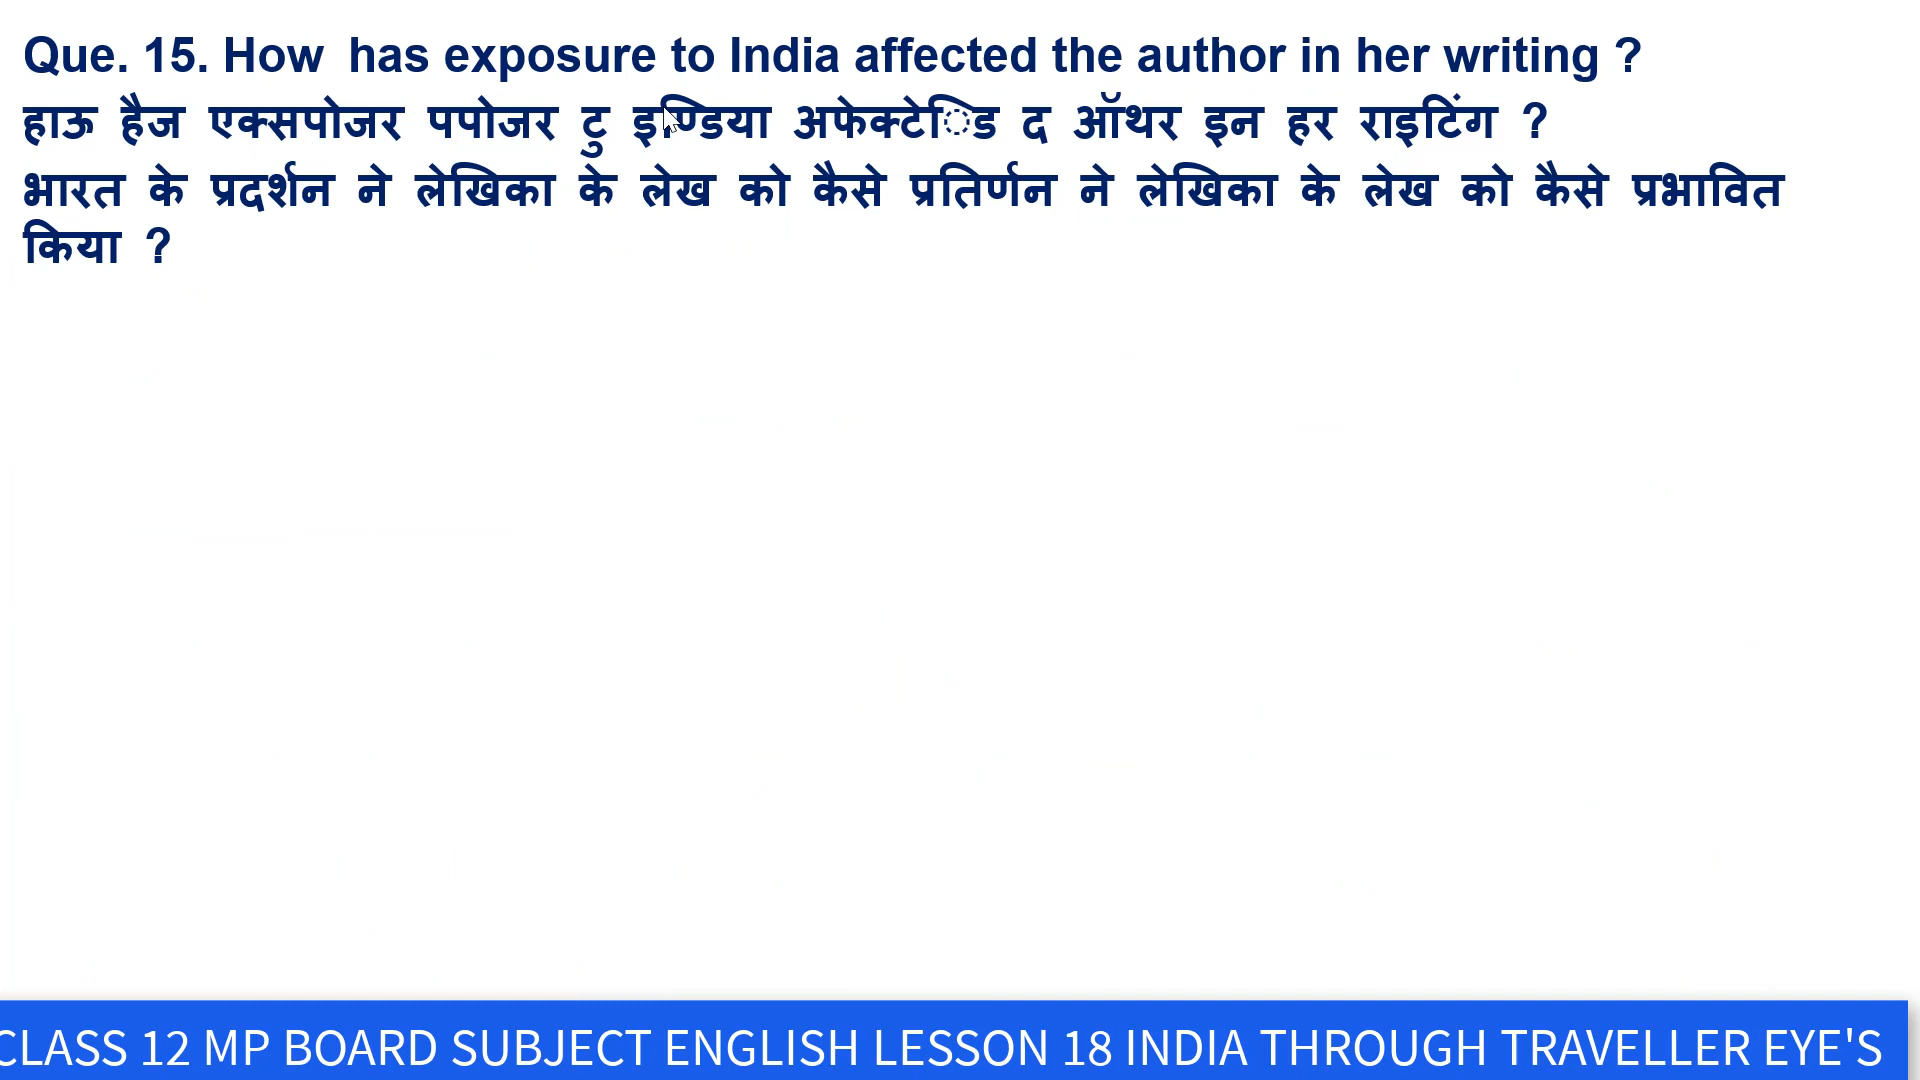 Que. 15. How has exposure to India affected the author in her writing ?
हाऊ हैज एक्सपोजर पपोजर टु इण्डिया अफेक्टेिड द ऑथर इन हर राइटिंग ?
भारत के प्रदर्शन ने लेखिका के लेख को कैसे प्रतिर्णन ने लेखिका के लेख को कैसे प्रभावित
किया ?
CLASS 12 MP BOARD SUBJECT ENGLISH LESSON 18 INDIA THROUGH TRAVELLER EYE'S